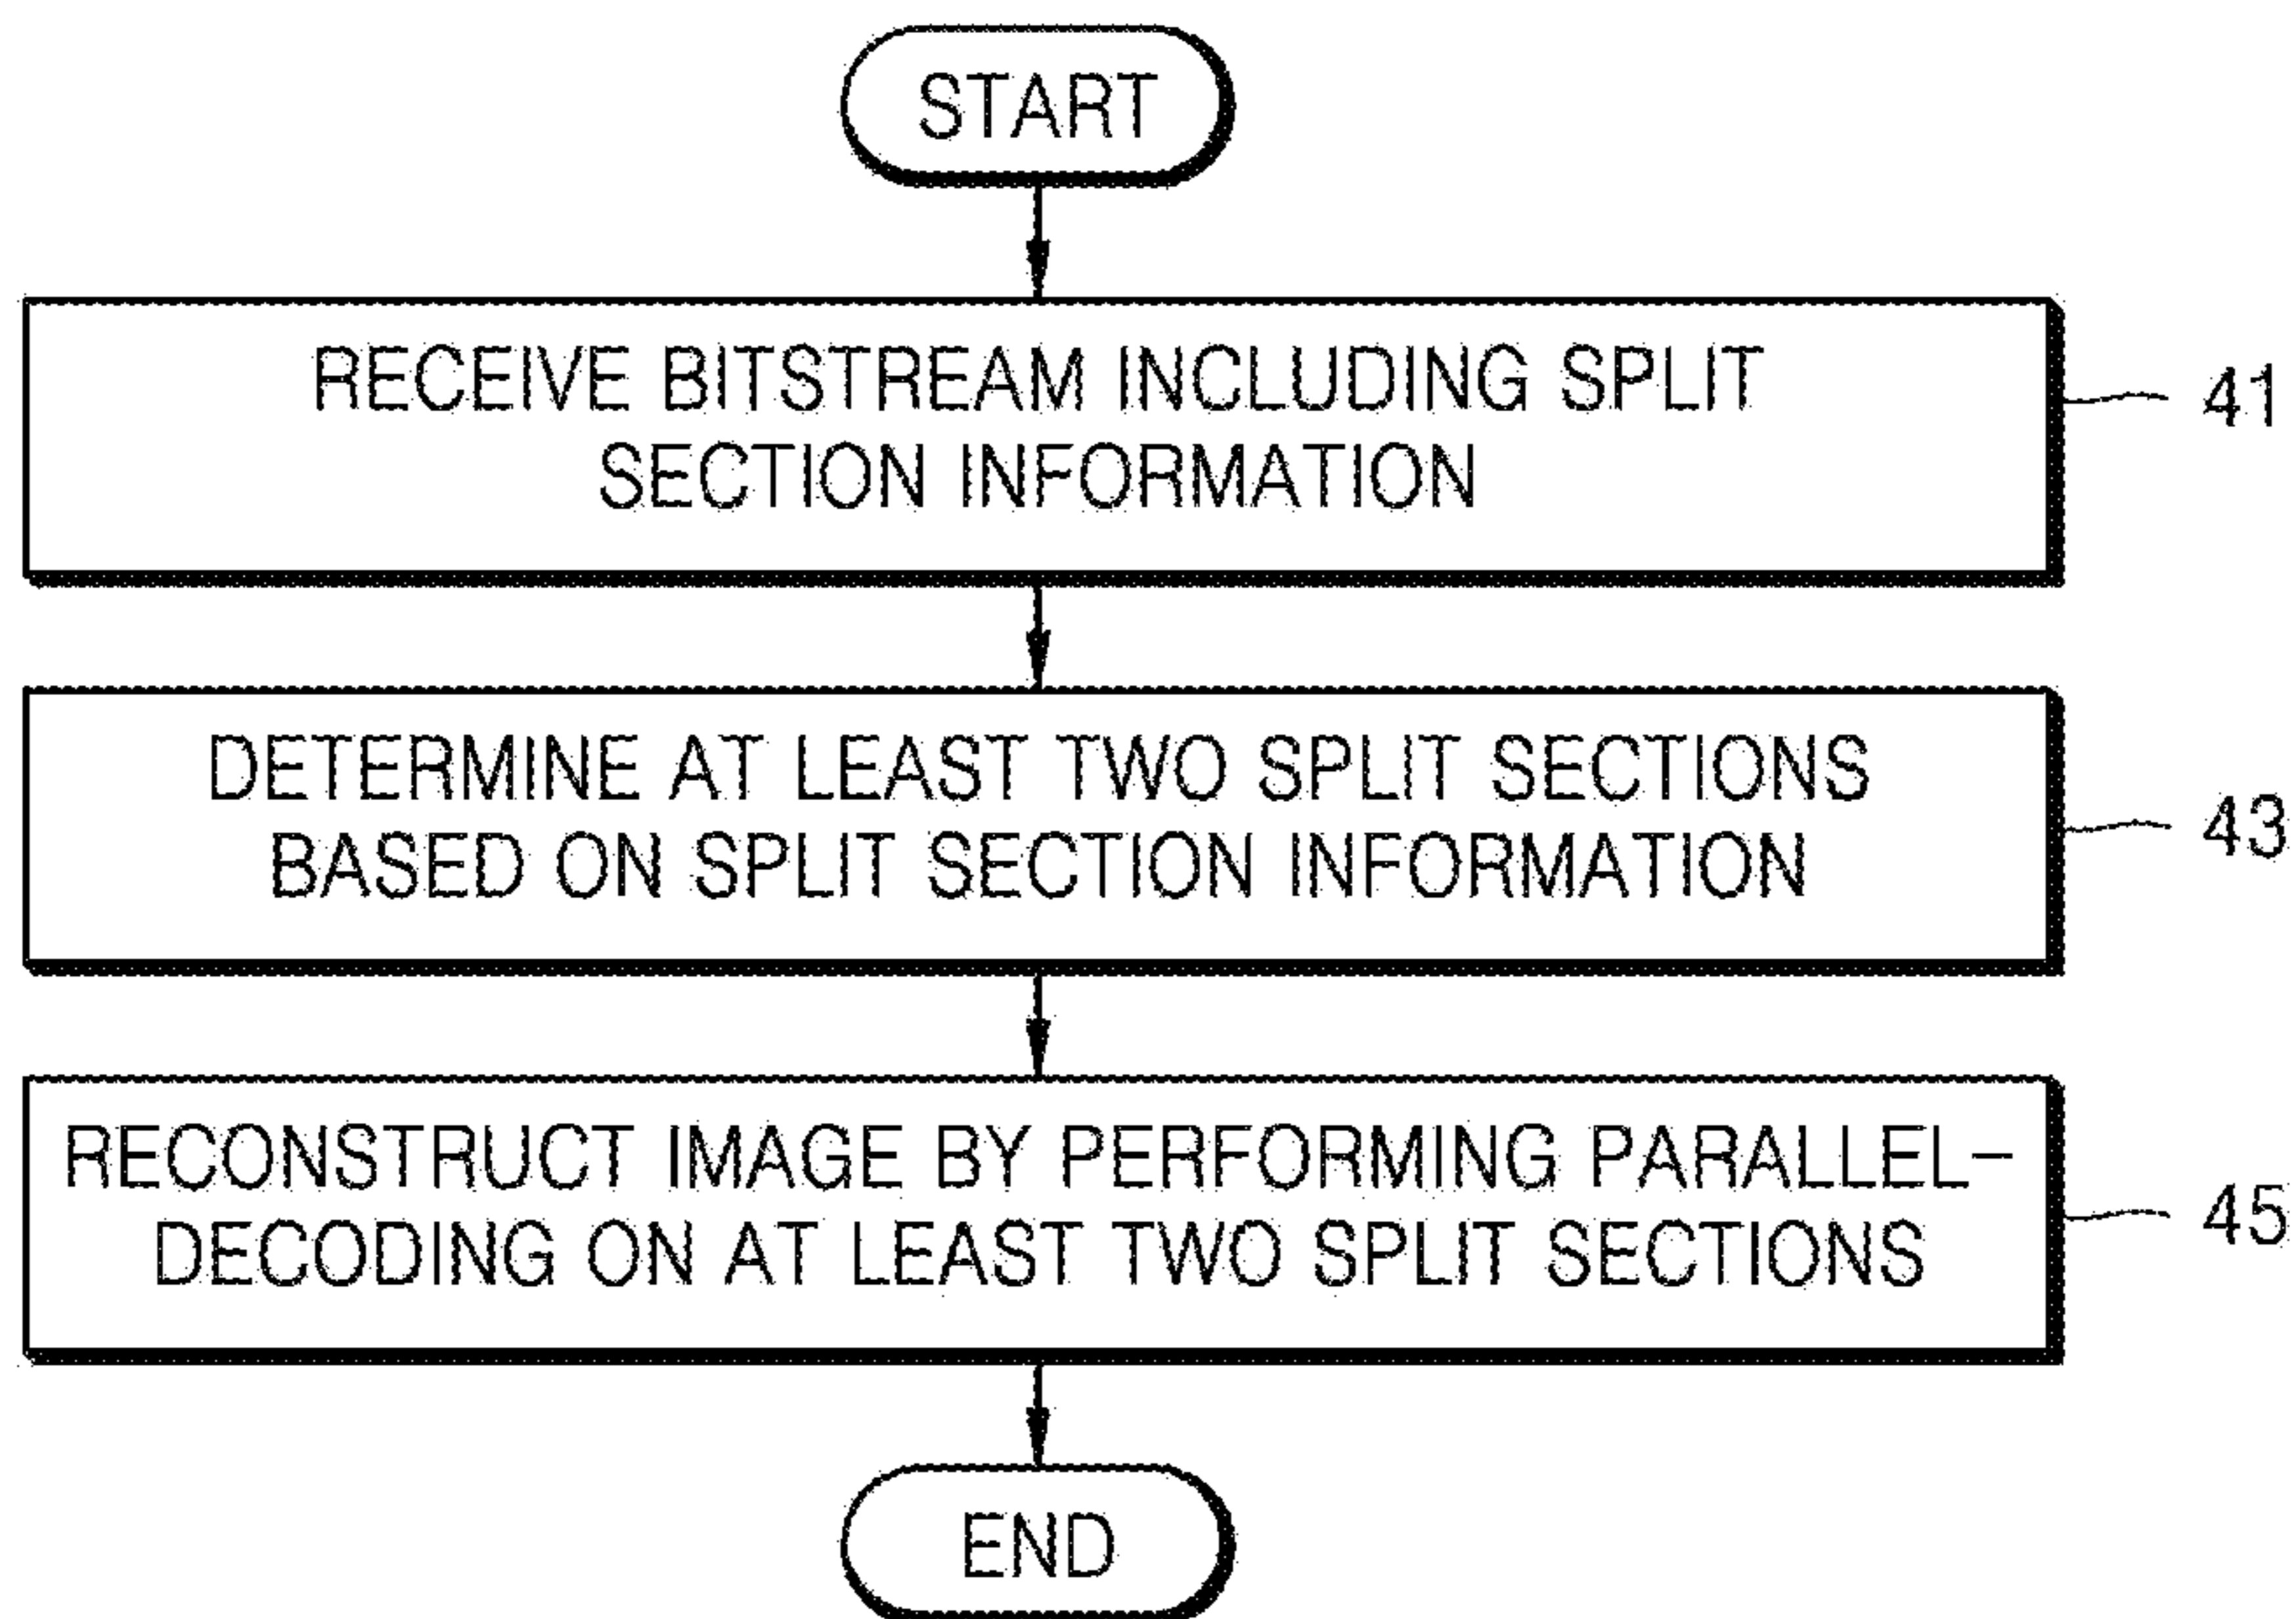 START
RECEIVE BITSTREAM INCLUDING SPLIT
SECTION INFORMATION
41
DETERMINE AT LEAST TWO SPLIT SECTIONS
BASED ON SPLIT SECTION INFORMATION
43
RECONSTRUCT IMAGE BY PERFORMING PARALLEL-
DECODING ON AT LEAST TWO SPLIT SECTIONS
45
END